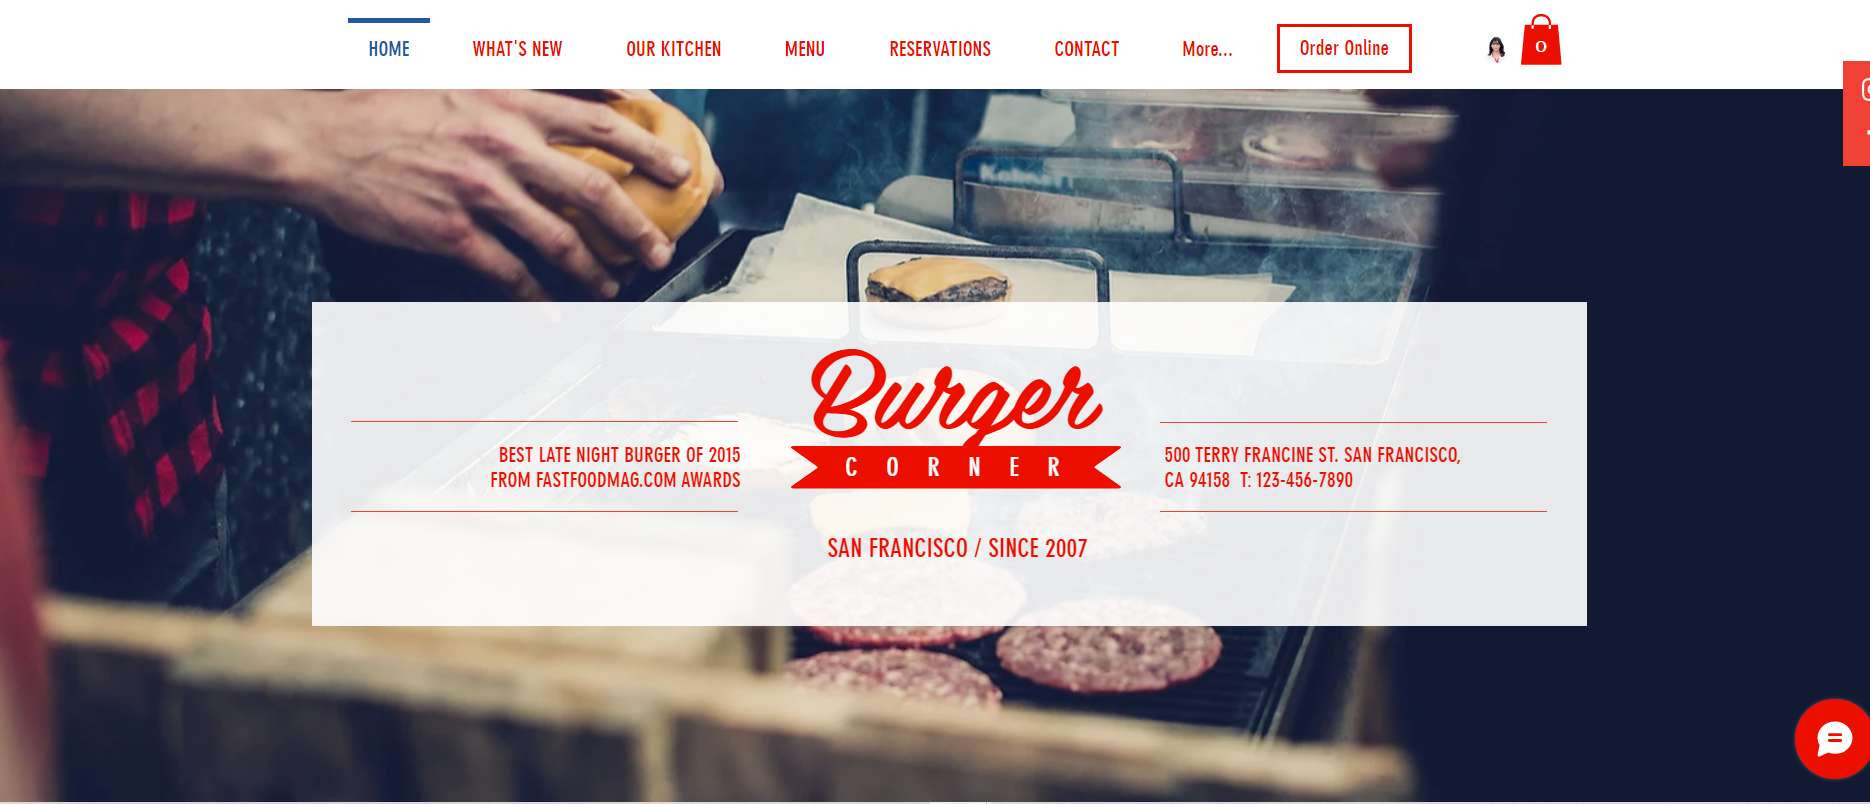 HOME WHAT'S NEW OUR KITCHEN MENU RESERVATIONS CONTACT More... Order Online 0
Burger
CORNER
BEST LATE NIGHT BURGER OF 2015
FROM FASTFOODMAG.COM AWARDS
500 TERRY FRANCINE ST. SAN FRANCISCO,
CA 94158 T: 123-456-7890
SAN FRANCISCO / SINCE 2007